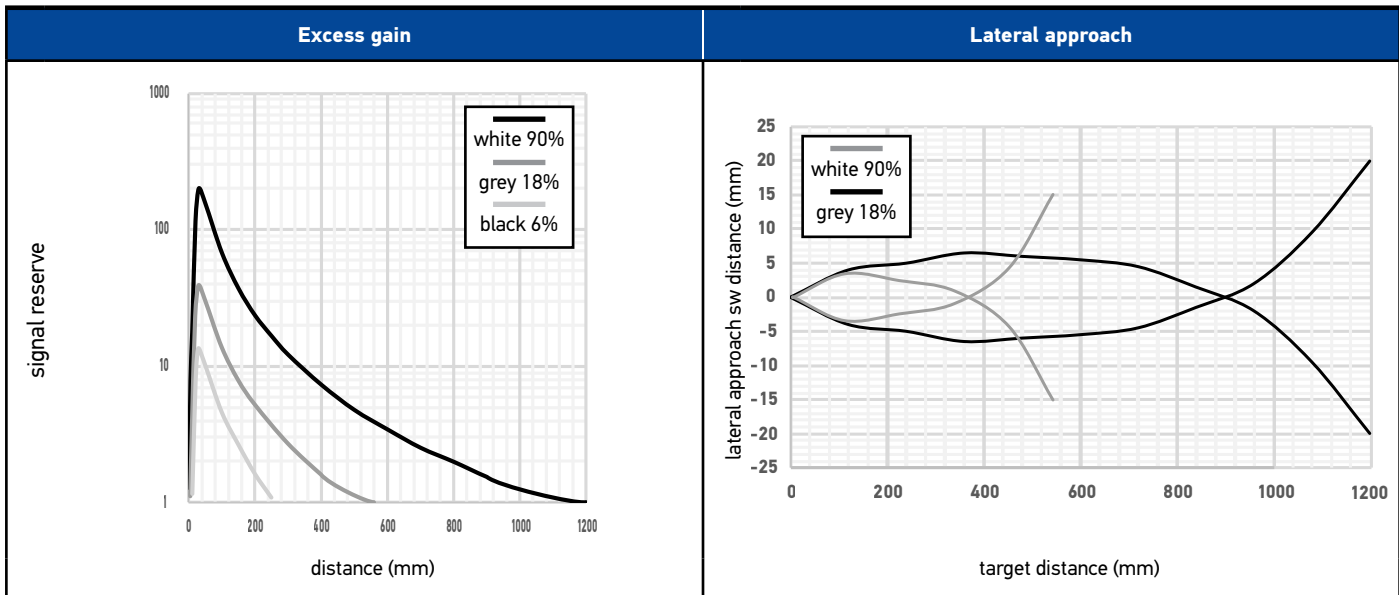 Excess gain
Lateral approach
1000
100
10
1
signal reserve
white 90%
grey 18%
black 6%
0 200 400 600 800 1000 1200
distance (mm)
25
20
15
10
5
0
-5
-10
-15
-20
-25
lateral approach sw distance (mm)
white 90%
grey 18%
0 200 400 600 800 1000 1200
target distance (mm)